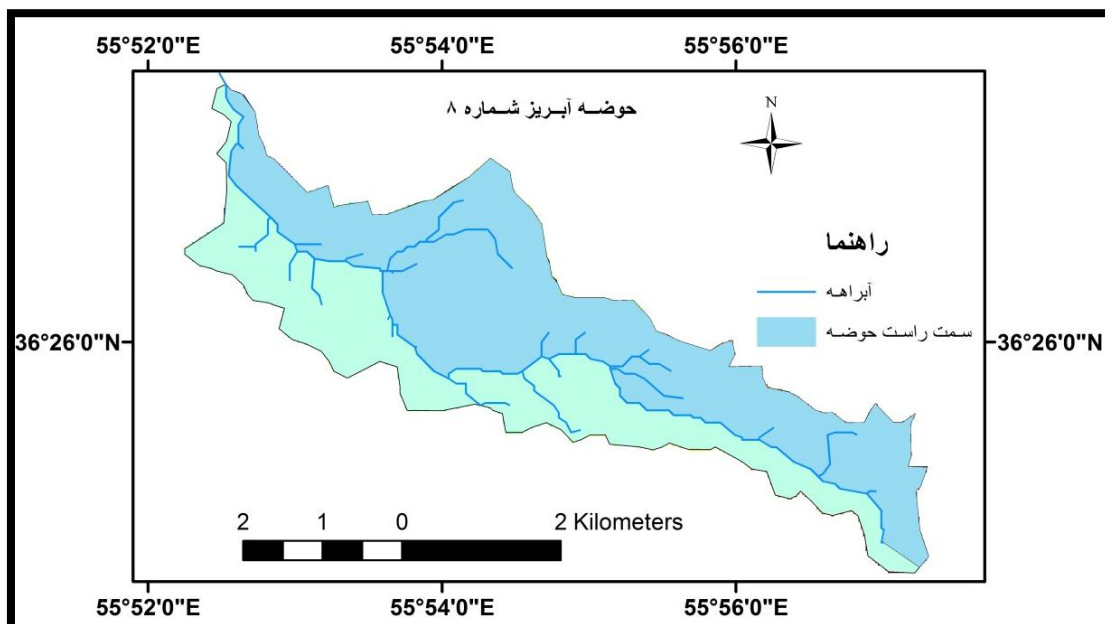 55°52'0"E 55°54'0"E 55°56'0"E
حوضه آبریز شماره ۸
N
راهنما
آبراهه
سمت راست حوضه
36°26'0"N 36°26'0"N
2 1 0 2 Kilometers
55°52'0"E 55°54'0"E 55°56'0"E